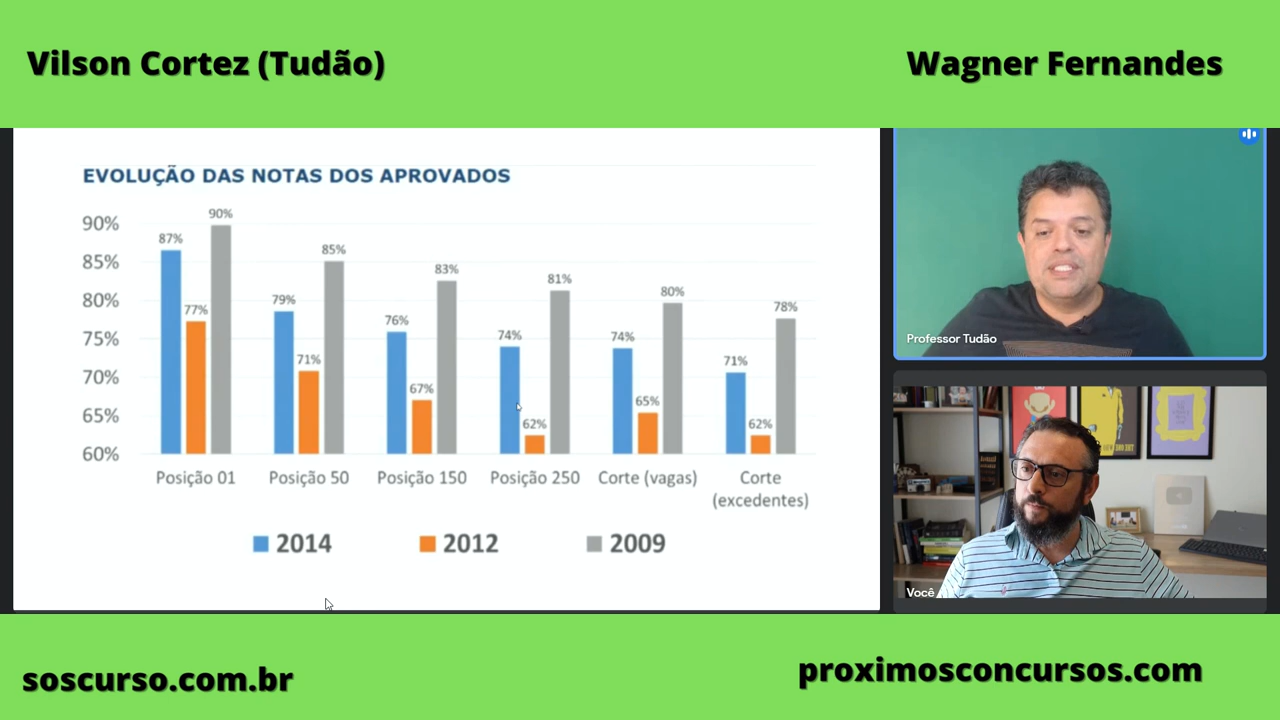 Vilson Cortez (Tudão)
Wagner Fernandes
EVOLUÇÃO DAS NOTAS DOS APROVADOS
90%
85%
80%
75%
70%
65%
60%
87%
77%
90%
79%
71%
85%
76%
67%
83%
74%
62%
81%
74%
65%
80%
71%
62%
78%
Posição 01
Posição 50
Posição 150
Posição 250
Corte (vagas)
Corte
(excedentes)
2014
2012
2009
Professor Tudão
Você
soscurso.com.br
proximosconcursos.com